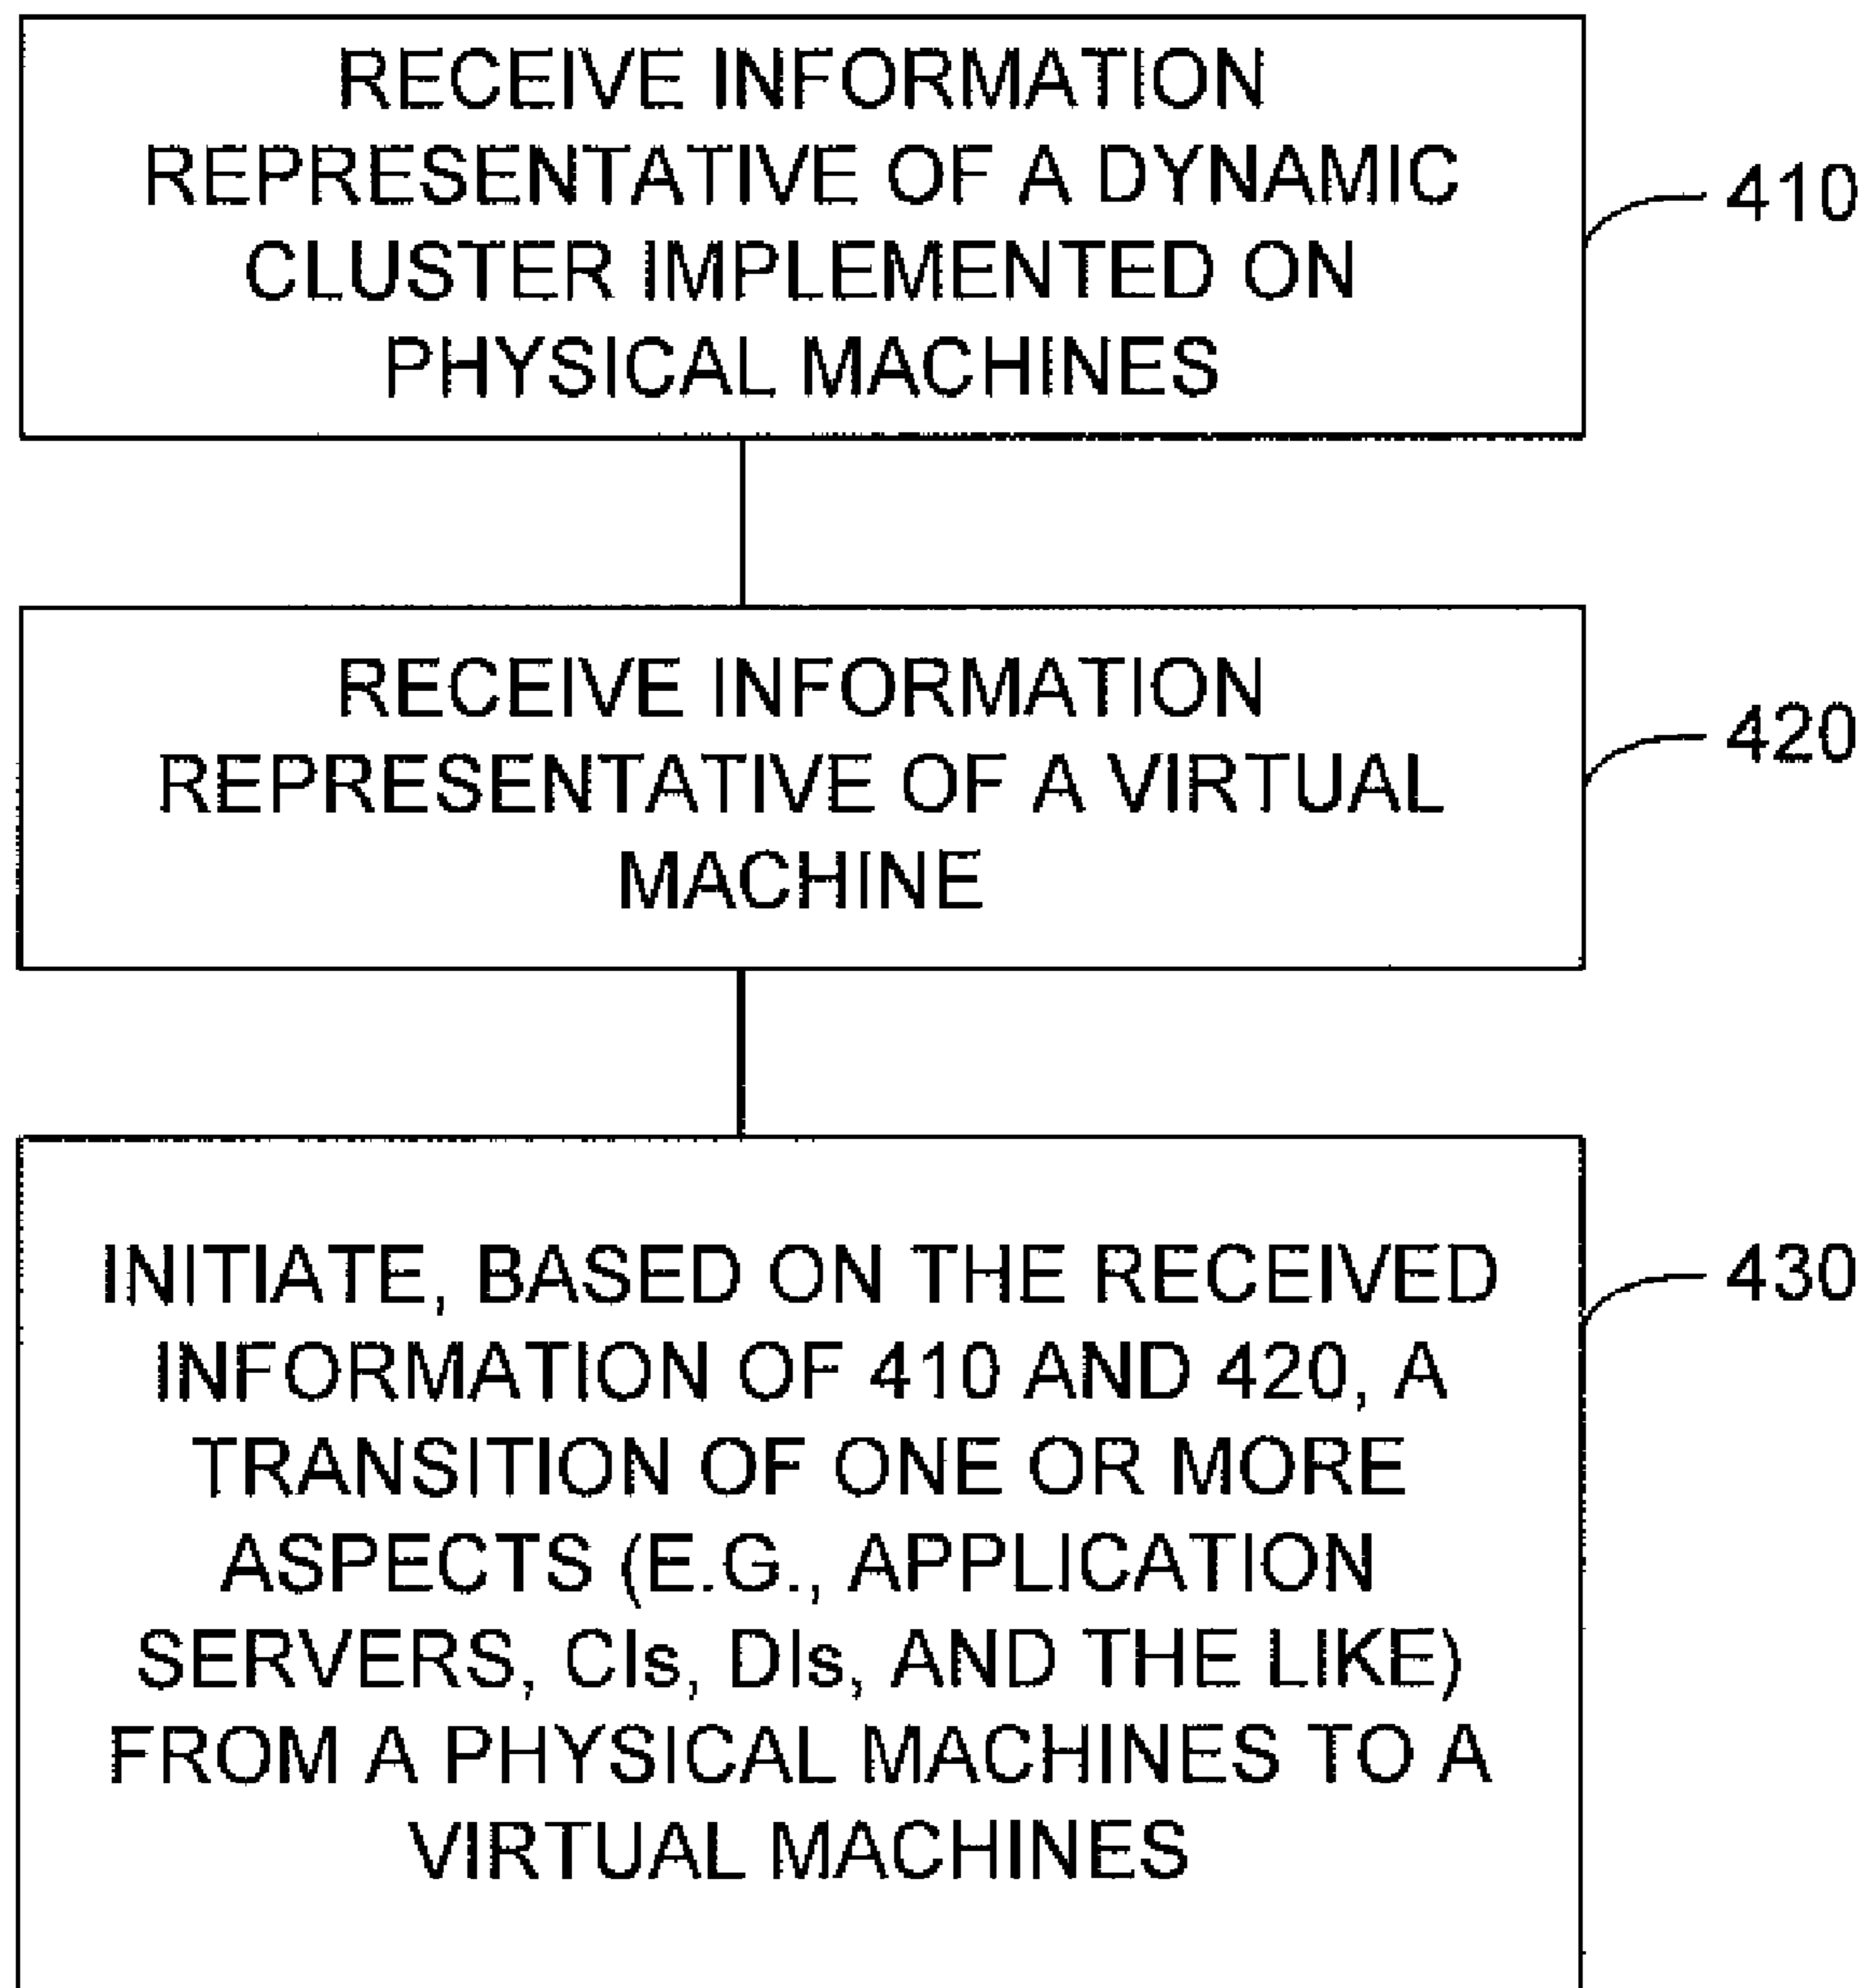 RECEIVE INFORMATION
REPRESENTATIVE OF A DYNAMIC
CLUSTER IMPLEMENTED ON
PHYSICAL MACHINES
410
RECEIVE INFORMATION
REPRESENTATIVE OF A VIRTUAL
MACHINE
420
INITIATE, BASED ON THE RECEIVED
INFORMATION OF 410 AND 420, A
TRANSITION OF ONE OR MORE
ASPECTS (E.G., APPLICATION
SERVERS, CIs, DIs, AND THE LIKE)
FROM A PHYSICAL MACHINES TO A
VIRTUAL MACHINES
430